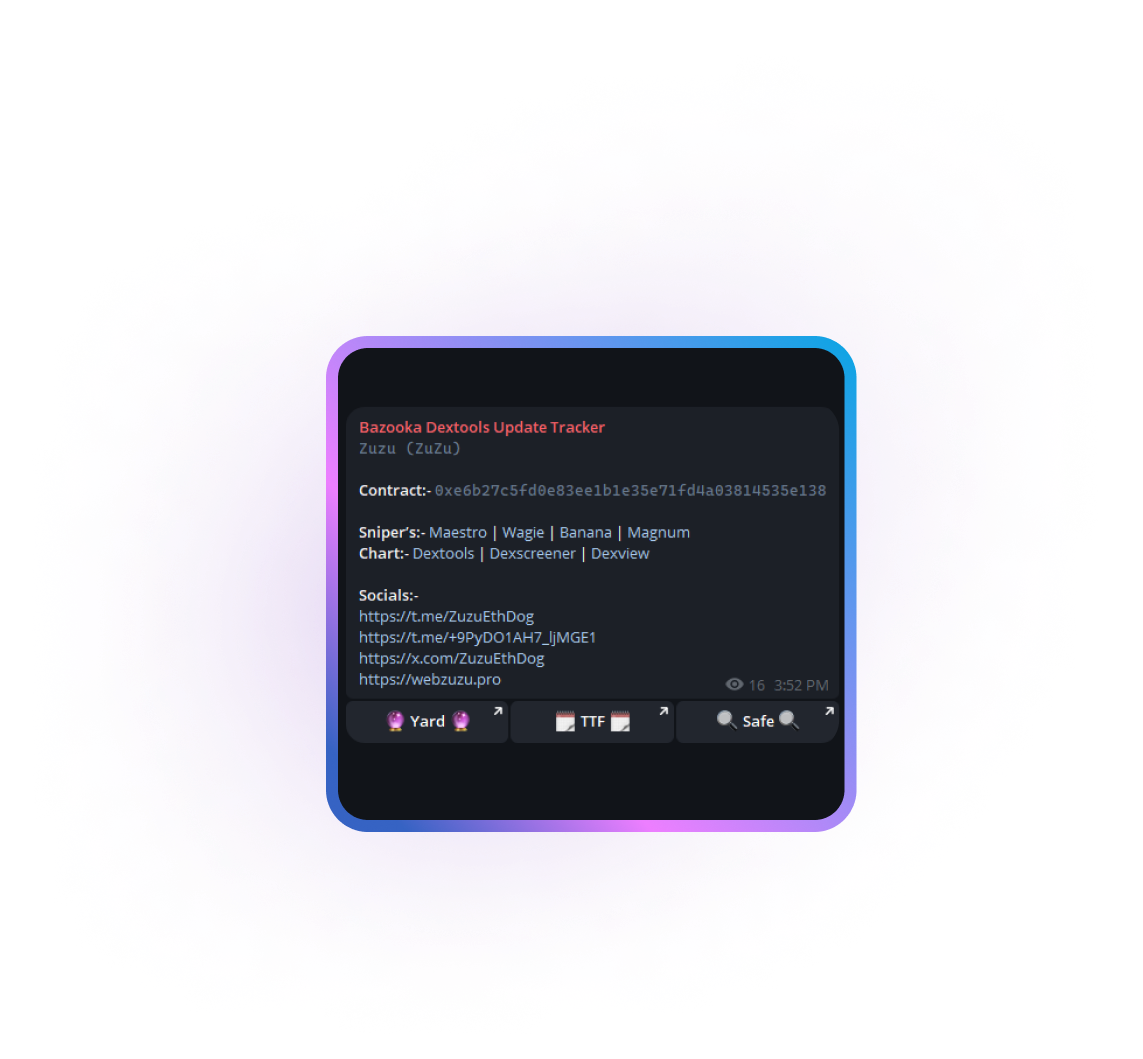 Bazooka Dextools Update Tracker
Zuzu (ZuZu)
Contract:- 0xe6b27c5fd0e83ee1b1e35e71fd4a03814535e138
Sniper's:- Maestro | Wagie | Banana | Magnum
Chart:- Dextools | Dexscreener | Dexview
Socials:-
https://t.me/ZuzuEthDog
https://t.me/+9PyDO1AH7_ljMGE1
https://x.com/ZuzuEthDog
https://webzuzu.pro
16 3:52 PM
Yard
TTF
Safe